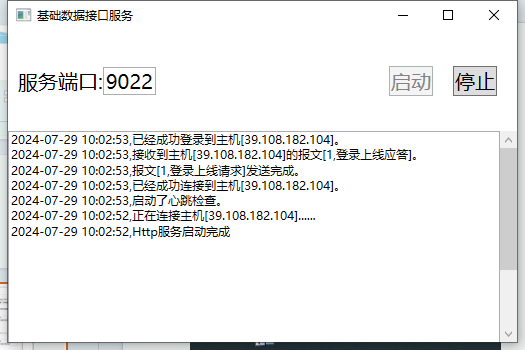 基础数据接口服务
服务端口:9022 启动 停止
2024-07-29 10:02:53,已经成功登录到主机[39.108.182.104]。
2024-07-29 10:02:53,接收到主机[39.108.182.104]的报文[1,登录上线应答]。
2024-07-29 10:02:53,报文[1,登录上线请求]发送完成。
2024-07-29 10:02:53,已经成功连接到主机[39.108.182.104]。
2024-07-29 10:02:53,启动了心跳检查。
2024-07-29 10:02:52,正在连接主机[39.108.182.104]......
2024-07-29 10:02:52,Http服务启动完成